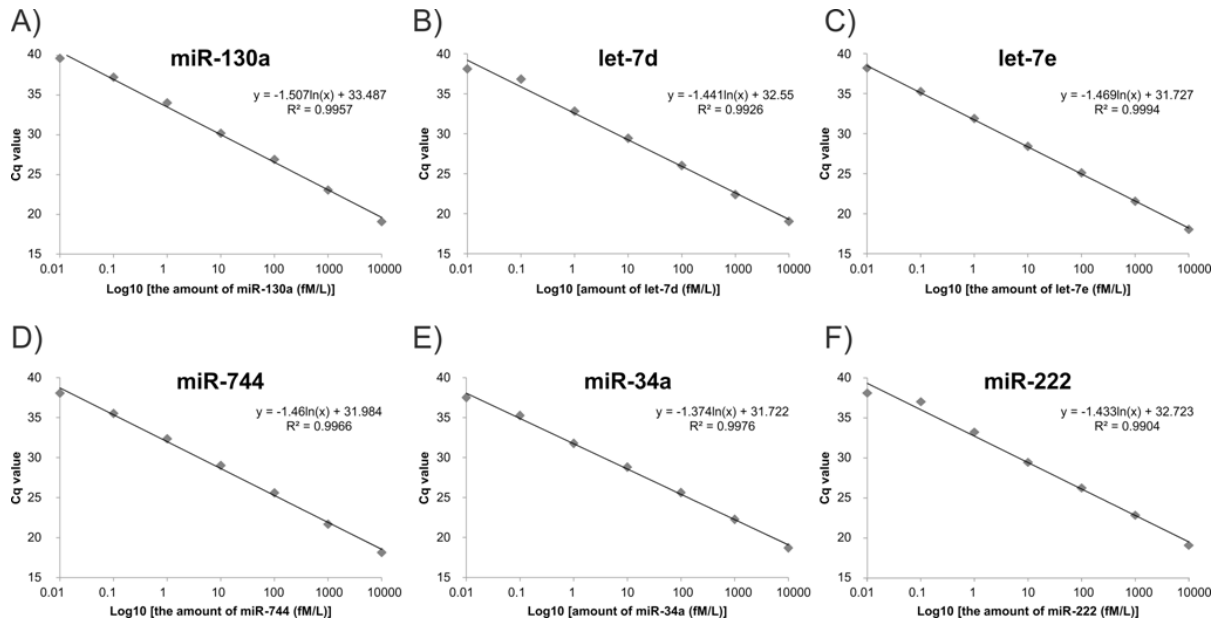 A)
miR-130a
y = -1.507ln(x) + 33.487
R² = 0.9957
Cq value
40
35
30
25
20
15
0.01 0.1 1 10 100 1000 10000
Log10 [the amount of miR-130a (fM/L)]
B)
let-7d
y = -1.441ln(x) + 32.55
R² = 0.9926
Cq value
40
35
30
25
20
15
0.01 0.1 1 10 100 1000 10000
Log10 [amount of let-7d (fM/L)]
C)
let-7e
y = -1.469ln(x) + 31.727
R² = 0.9994
Cq value
40
35
30
25
20
15
0.01 0.1 1 10 100 1000 10000
Log10 [the amount of let-7e (fM/L)]
D)
miR-744
y = -1.46ln(x) + 31.984
R² = 0.9966
Cq value
40
35
30
25
20
15
0.01 0.1 1 10 100 1000 10000
Log10 [the amount of miR-744 (fM/L)]
E)
miR-34a
y = -1.374ln(x) + 31.722
R² = 0.9976
Cq value
40
35
30
25
20
15
0.01 0.1 1 10 100 1000 10000
Log10 [amount of miR-34a (fM/L)]
F)
miR-222
y = -1.433ln(x) + 32.723
R² = 0.9904
Cq value
40
35
30
25
20
15
0.01 0.1 1 10 100 1000 10000
Log10 [the amount of miR-222 (fM/L)]